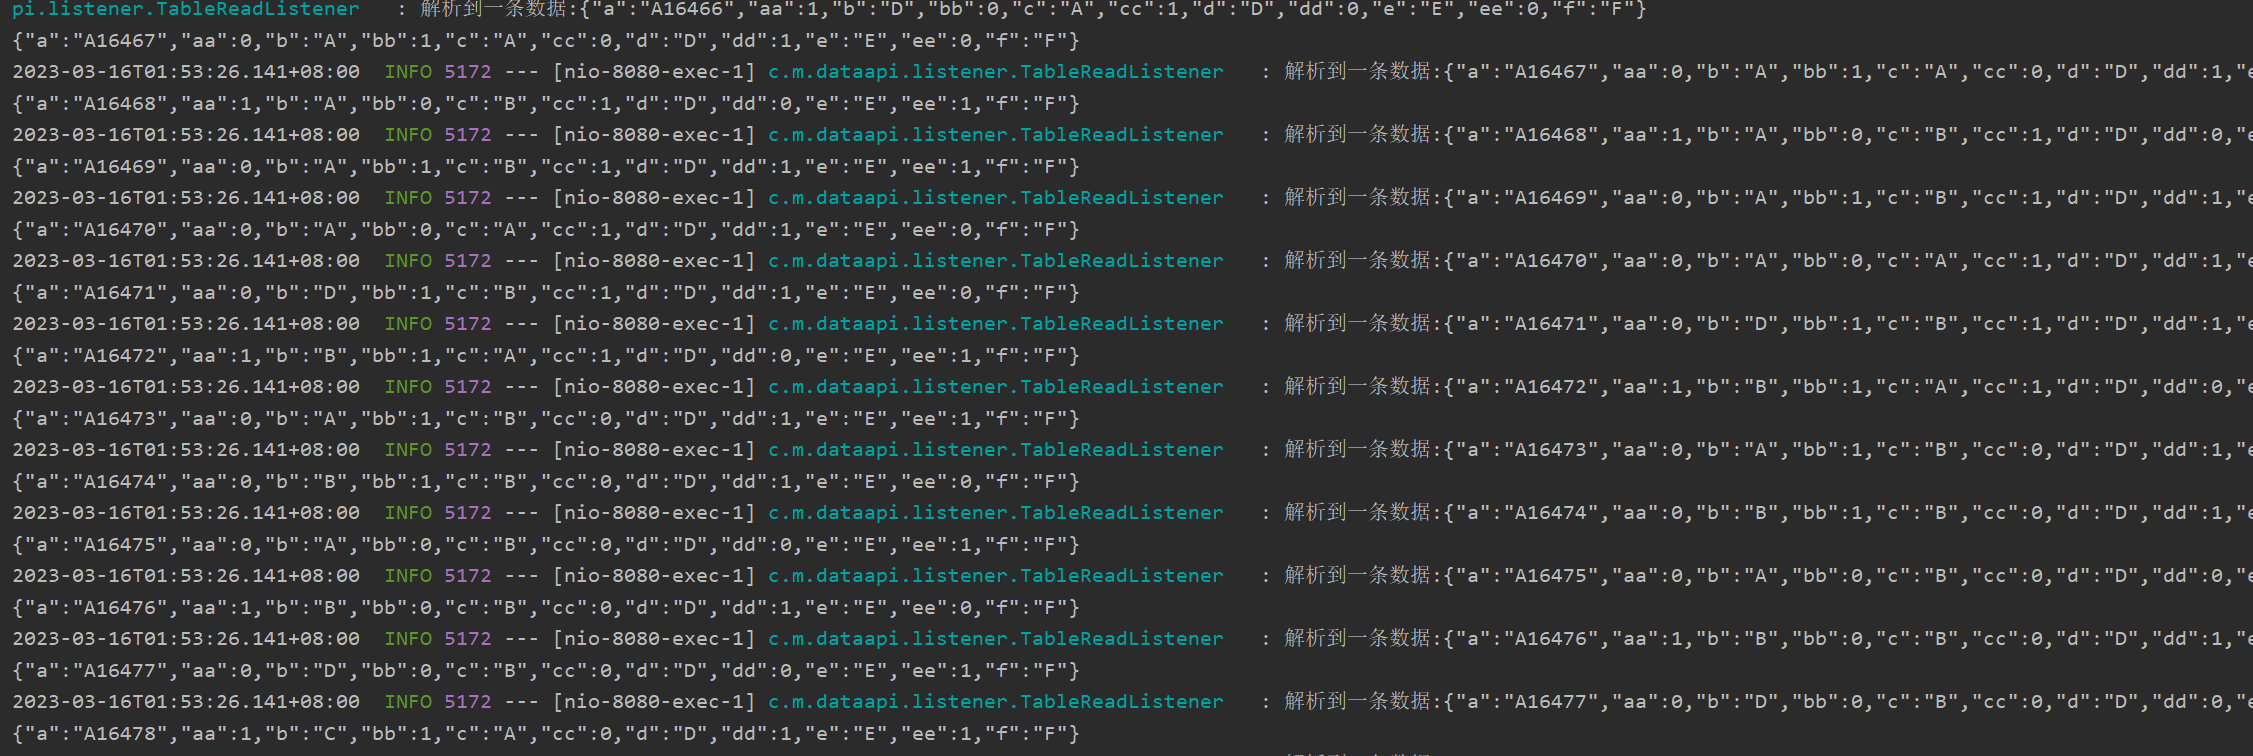 pi.listener.TableReadListener   : 解析到一条数据:{"a":"A16466","aa":1,"b":"D","bb":0,"c":"A","cc":1,"d":"D","dd":0,"e":"E","ee":0,"f":"F"}
{"a":"A16467","aa":0,"b":"A","bb":1,"c":"A","cc":0,"d":"D","dd":1,"e":"E","ee":0,"f":"F"}
2023-03-16T01:53:26.141+08:00  INFO 5172 --- [nio-8080-exec-1] c.m.dataapi.listener.TableReadListener   : 解析到一条数据:{"a":"A16467","aa":0,"b":"A","bb":1,"c":"A","cc":0,"d":"D","dd":1,"e
{"a":"A16468","aa":1,"b":"A","bb":0,"c":"B","cc":1,"d":"D","dd":0,"e":"E","ee":1,"f":"F"}
2023-03-16T01:53:26.141+08:00  INFO 5172 --- [nio-8080-exec-1] c.m.dataapi.listener.TableReadListener   : 解析到一条数据:{"a":"A16468","aa":1,"b":"A","bb":0,"c":"B","cc":1,"d":"D","dd":0,"e
{"a":"A16469","aa":0,"b":"A","bb":1,"c":"B","cc":1,"d":"D","dd":1,"e":"E","ee":1,"f":"F"}
2023-03-16T01:53:26.141+08:00  INFO 5172 --- [nio-8080-exec-1] c.m.dataapi.listener.TableReadListener   : 解析到一条数据:{"a":"A16469","aa":0,"b":"A","bb":1,"c":"B","cc":1,"d":"D","dd":1,"e
{"a":"A16470","aa":0,"b":"A","bb":0,"c":"A","cc":1,"d":"D","dd":1,"e":"E","ee":0,"f":"F"}
2023-03-16T01:53:26.141+08:00  INFO 5172 --- [nio-8080-exec-1] c.m.dataapi.listener.TableReadListener   : 解析到一条数据:{"a":"A16470","aa":0,"b":"A","bb":0,"c":"A","cc":1,"d":"D","dd":1,"e
{"a":"A16471","aa":0,"b":"D","bb":1,"c":"B","cc":1,"d":"D","dd":1,"e":"E","ee":0,"f":"F"}
2023-03-16T01:53:26.141+08:00  INFO 5172 --- [nio-8080-exec-1] c.m.dataapi.listener.TableReadListener   : 解析到一条数据:{"a":"A16471","aa":0,"b":"D","bb":1,"c":"B","cc":1,"d":"D","dd":1,"e
{"a":"A16472","aa":1,"b":"B","bb":1,"c":"A","cc":1,"d":"D","dd":0,"e":"E","ee":1,"f":"F"}
2023-03-16T01:53:26.141+08:00  INFO 5172 --- [nio-8080-exec-1] c.m.dataapi.listener.TableReadListener   : 解析到一条数据:{"a":"A16472","aa":1,"b":"B","bb":1,"c":"A","cc":1,"d":"D","dd":0,"e
{"a":"A16473","aa":0,"b":"A","bb":1,"c":"B","cc":0,"d":"D","dd":1,"e":"E","ee":1,"f":"F"}
2023-03-16T01:53:26.141+08:00  INFO 5172 --- [nio-8080-exec-1] c.m.dataapi.listener.TableReadListener   : 解析到一条数据:{"a":"A16473","aa":0,"b":"A","bb":1,"c":"B","cc":0,"d":"D","dd":1,"e
{"a":"A16474","aa":0,"b":"B","bb":1,"c":"B","cc":0,"d":"D","dd":1,"e":"E","ee":0,"f":"F"}
2023-03-16T01:53:26.141+08:00  INFO 5172 --- [nio-8080-exec-1] c.m.dataapi.listener.TableReadListener   : 解析到一条数据:{"a":"A16474","aa":0,"b":"B","bb":1,"c":"B","cc":0,"d":"D","dd":1,"e
{"a":"A16475","aa":0,"b":"A","bb":0,"c":"B","cc":0,"d":"D","dd":0,"e":"E","ee":1,"f":"F"}
2023-03-16T01:53:26.141+08:00  INFO 5172 --- [nio-8080-exec-1] c.m.dataapi.listener.TableReadListener   : 解析到一条数据:{"a":"A16475","aa":0,"b":"A","bb":0,"c":"B","cc":0,"d":"D","dd":0,"e
{"a":"A16476","aa":1,"b":"B","bb":0,"c":"B","cc":0,"d":"D","dd":1,"e":"E","ee":0,"f":"F"}
2023-03-16T01:53:26.141+08:00  INFO 5172 --- [nio-8080-exec-1] c.m.dataapi.listener.TableReadListener   : 解析到一条数据:{"a":"A16476","aa":1,"b":"B","bb":0,"c":"B","cc":0,"d":"D","dd":1,"e
{"a":"A16477","aa":0,"b":"D","bb":0,"c":"B","cc":0,"d":"D","dd":0,"e":"E","ee":1,"f":"F"}
2023-03-16T01:53:26.141+08:00  INFO 5172 --- [nio-8080-exec-1] c.m.dataapi.listener.TableReadListener   : 解析到一条数据:{"a":"A16477","aa":0,"b":"D","bb":0,"c":"B","cc":0,"d":"D","dd":0,"e
{"a":"A16478","aa":1,"b":"C","bb":1,"c":"A","cc":0,"d":"D","dd":1,"e":"E","ee":1,"f":"F"}